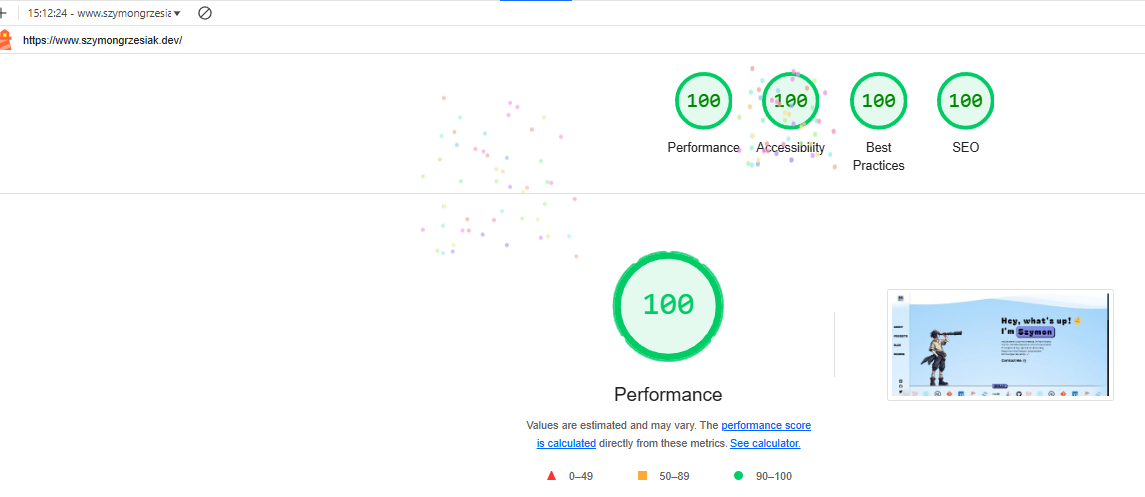 15:12:24 - www.szymongrzesia
https://www.szymongrzesiak.dev/
100 100 100 100
Performance Accessibility Best Practices SEO
100
Performance
Values are estimated and may vary. The performance score
is calculated directly from these metrics. See calculator.
Hey, what's up!
I'm Szymon
0–49 50–89 90–100